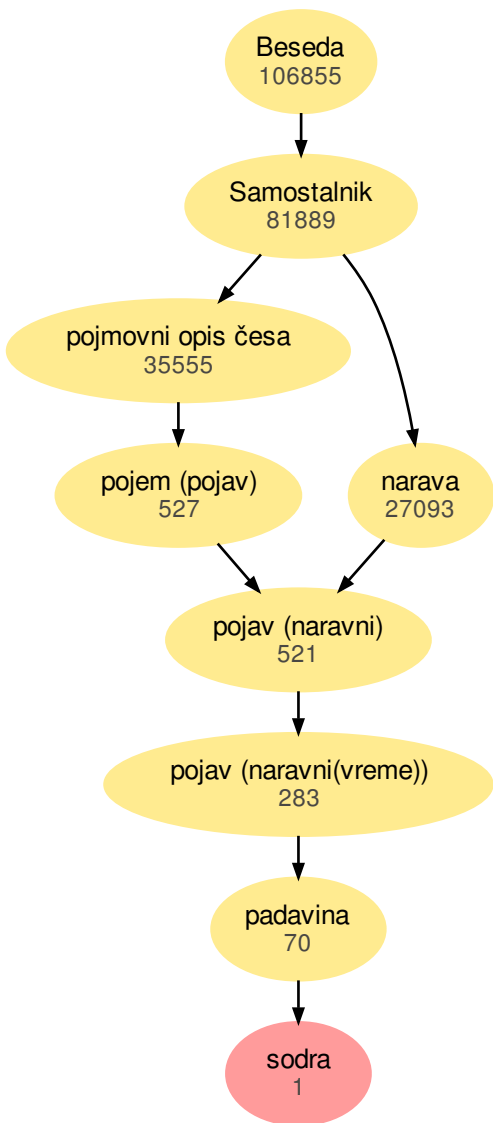 Beseda
106855
Samostalnik
81889
pojmovni opis česa
35555
pojem (pojav)
527
narava
27093
pojav (naravni)
521
pojav (naravni(vreme))
283
padavina
70
sodra
1